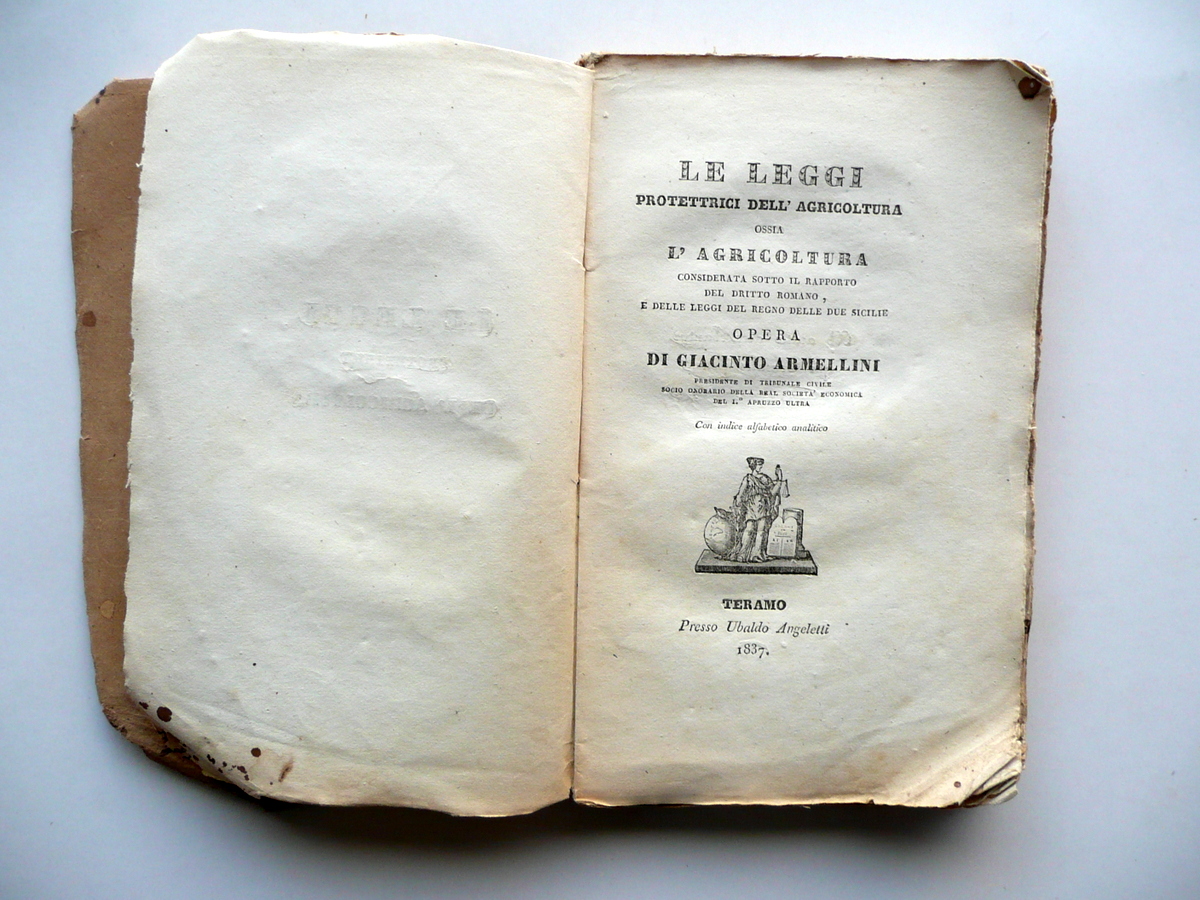 LE LEGGI
PROTETTRICI DELL' AGRICOLTURA
OSSIA
L' AGRICOLTURA
CONSIDERATA SOTTO IL RAPPORTO
DEL DRITTO ROMANO ,
E DELLE LEGGI DEL REGNO DELLE DUE SICILIE
OPERA
DI GIACINTO ARMELLINI
PRESIDENTE DI TRIBUNALE CIVILE
SOCIO ONORARIO DELLA REAL SOCIETA' ECONOMICA
DEL 1.° APRUZZO ULTRA
Con indice alfabetico analitico
TERAMO
Presso Ubaldo Angeletti
1837.